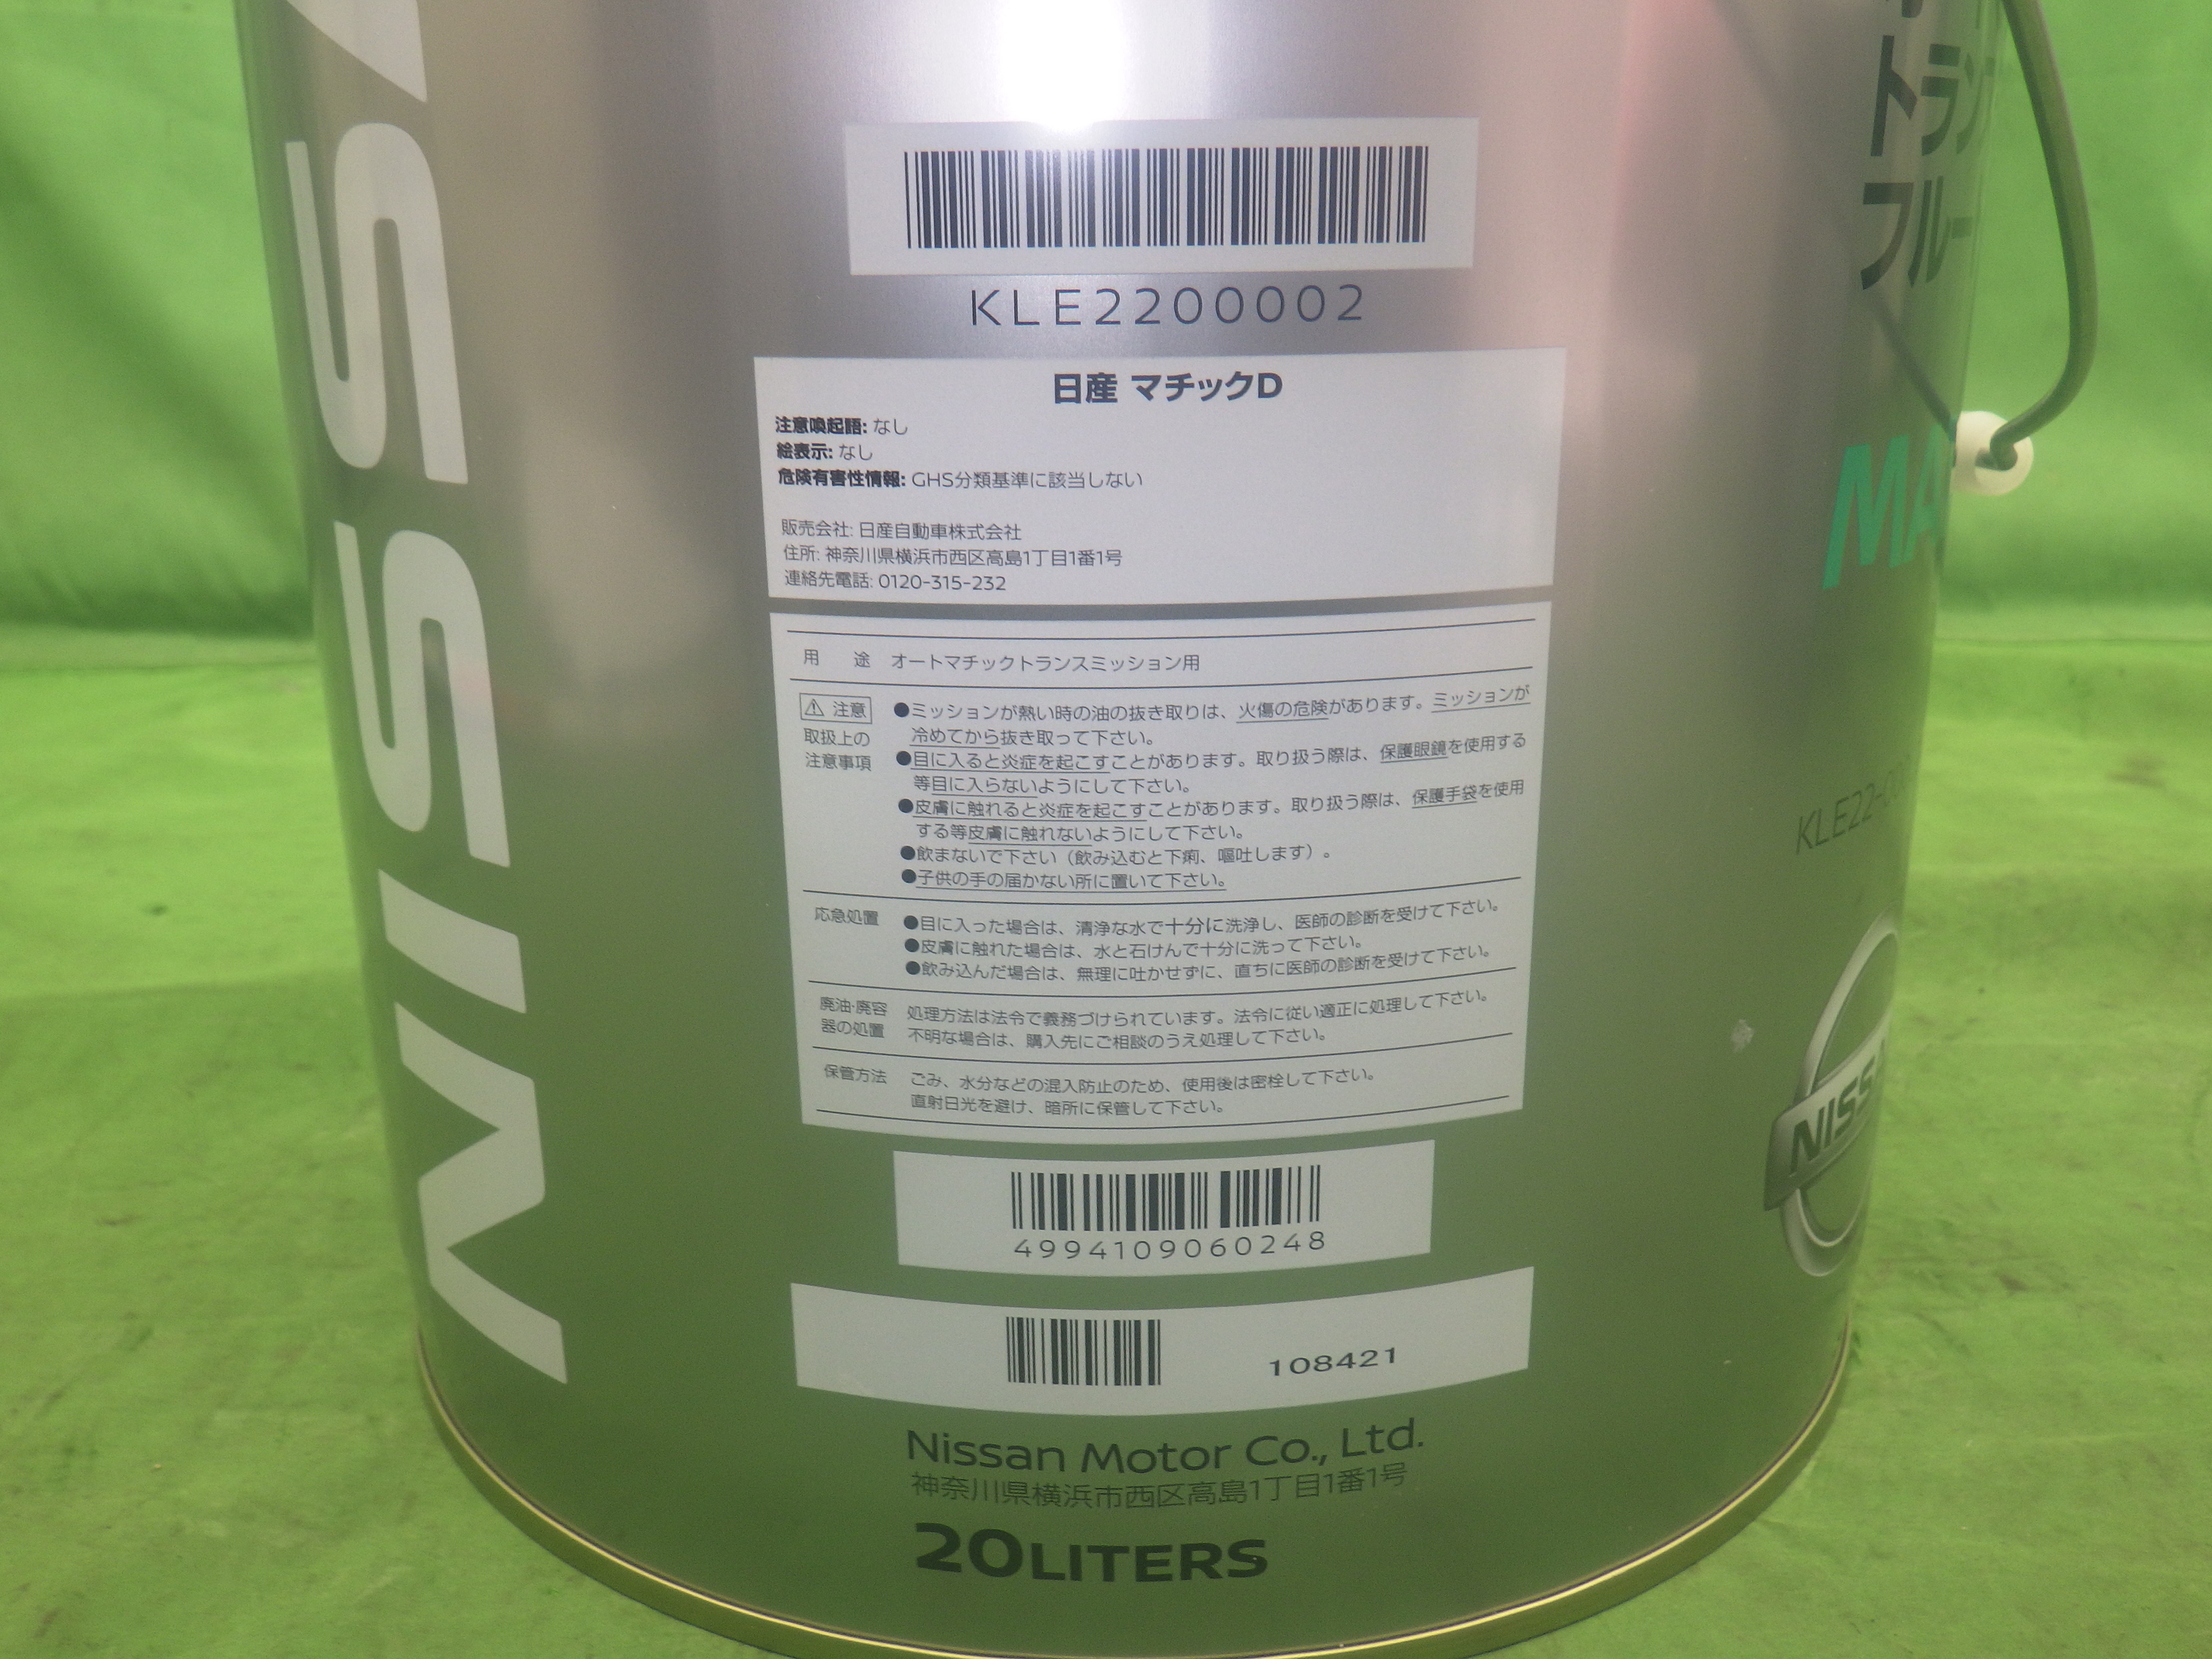 KLE2200002
日産 マチックD
注意喚起語: なし
絵表示: なし
危険有害性情報: GHS分類基準に該当しない
販売会社: 日産自動車株式会社
住所: 神奈川県横浜市西区高島1丁目1番1号
連絡先電話: 0120-315-232
用 途 オートマチックトランスミッション用
⚠ 注意
取扱上の
注意事項
●ミッションが熱い時の油の抜き取りは、火傷の危険があります。ミッションが
冷めてから抜き取って下さい。
●目に入ると炎症を起こすことがあります。取り扱う際は、保護眼鏡を使用する
等目に入らないようにして下さい。
●皮膚に触れると炎症を起こすことがあります。取り扱う際は、保護手袋を使用
する等皮膚に触れないようにして下さい。
●飲まないで下さい（飲み込むと下痢、嘔吐します）。
●子供の手の届かない所に置いて下さい。
応急処置
●目に入った場合は、清浄な水で十分に洗浄し、医師の診断を受けて下さい。
●皮膚に触れた場合は、水と石けんで十分に洗って下さい。
●飲み込んだ場合は、無理に吐かせずに、直ちに医師の診断を受けて下さい。
廃油･廃容
器の処置
処理方法は法令で義務づけられています。法令に従い適正に処理して下さい。
不明な場合は、購入先にご相談のうえ処理して下さい。
保管方法
ごみ、水分などの混入防止のため、使用後は密栓して下さい。
直射日光を避け、暗所に保管して下さい。
4994109060248
108421
Nissan Motor Co., Ltd.
神奈川県横浜市西区高島1丁目1番1号
20LITERS
NISSA
トラン
フルー
MA
KLE22-0
NISS